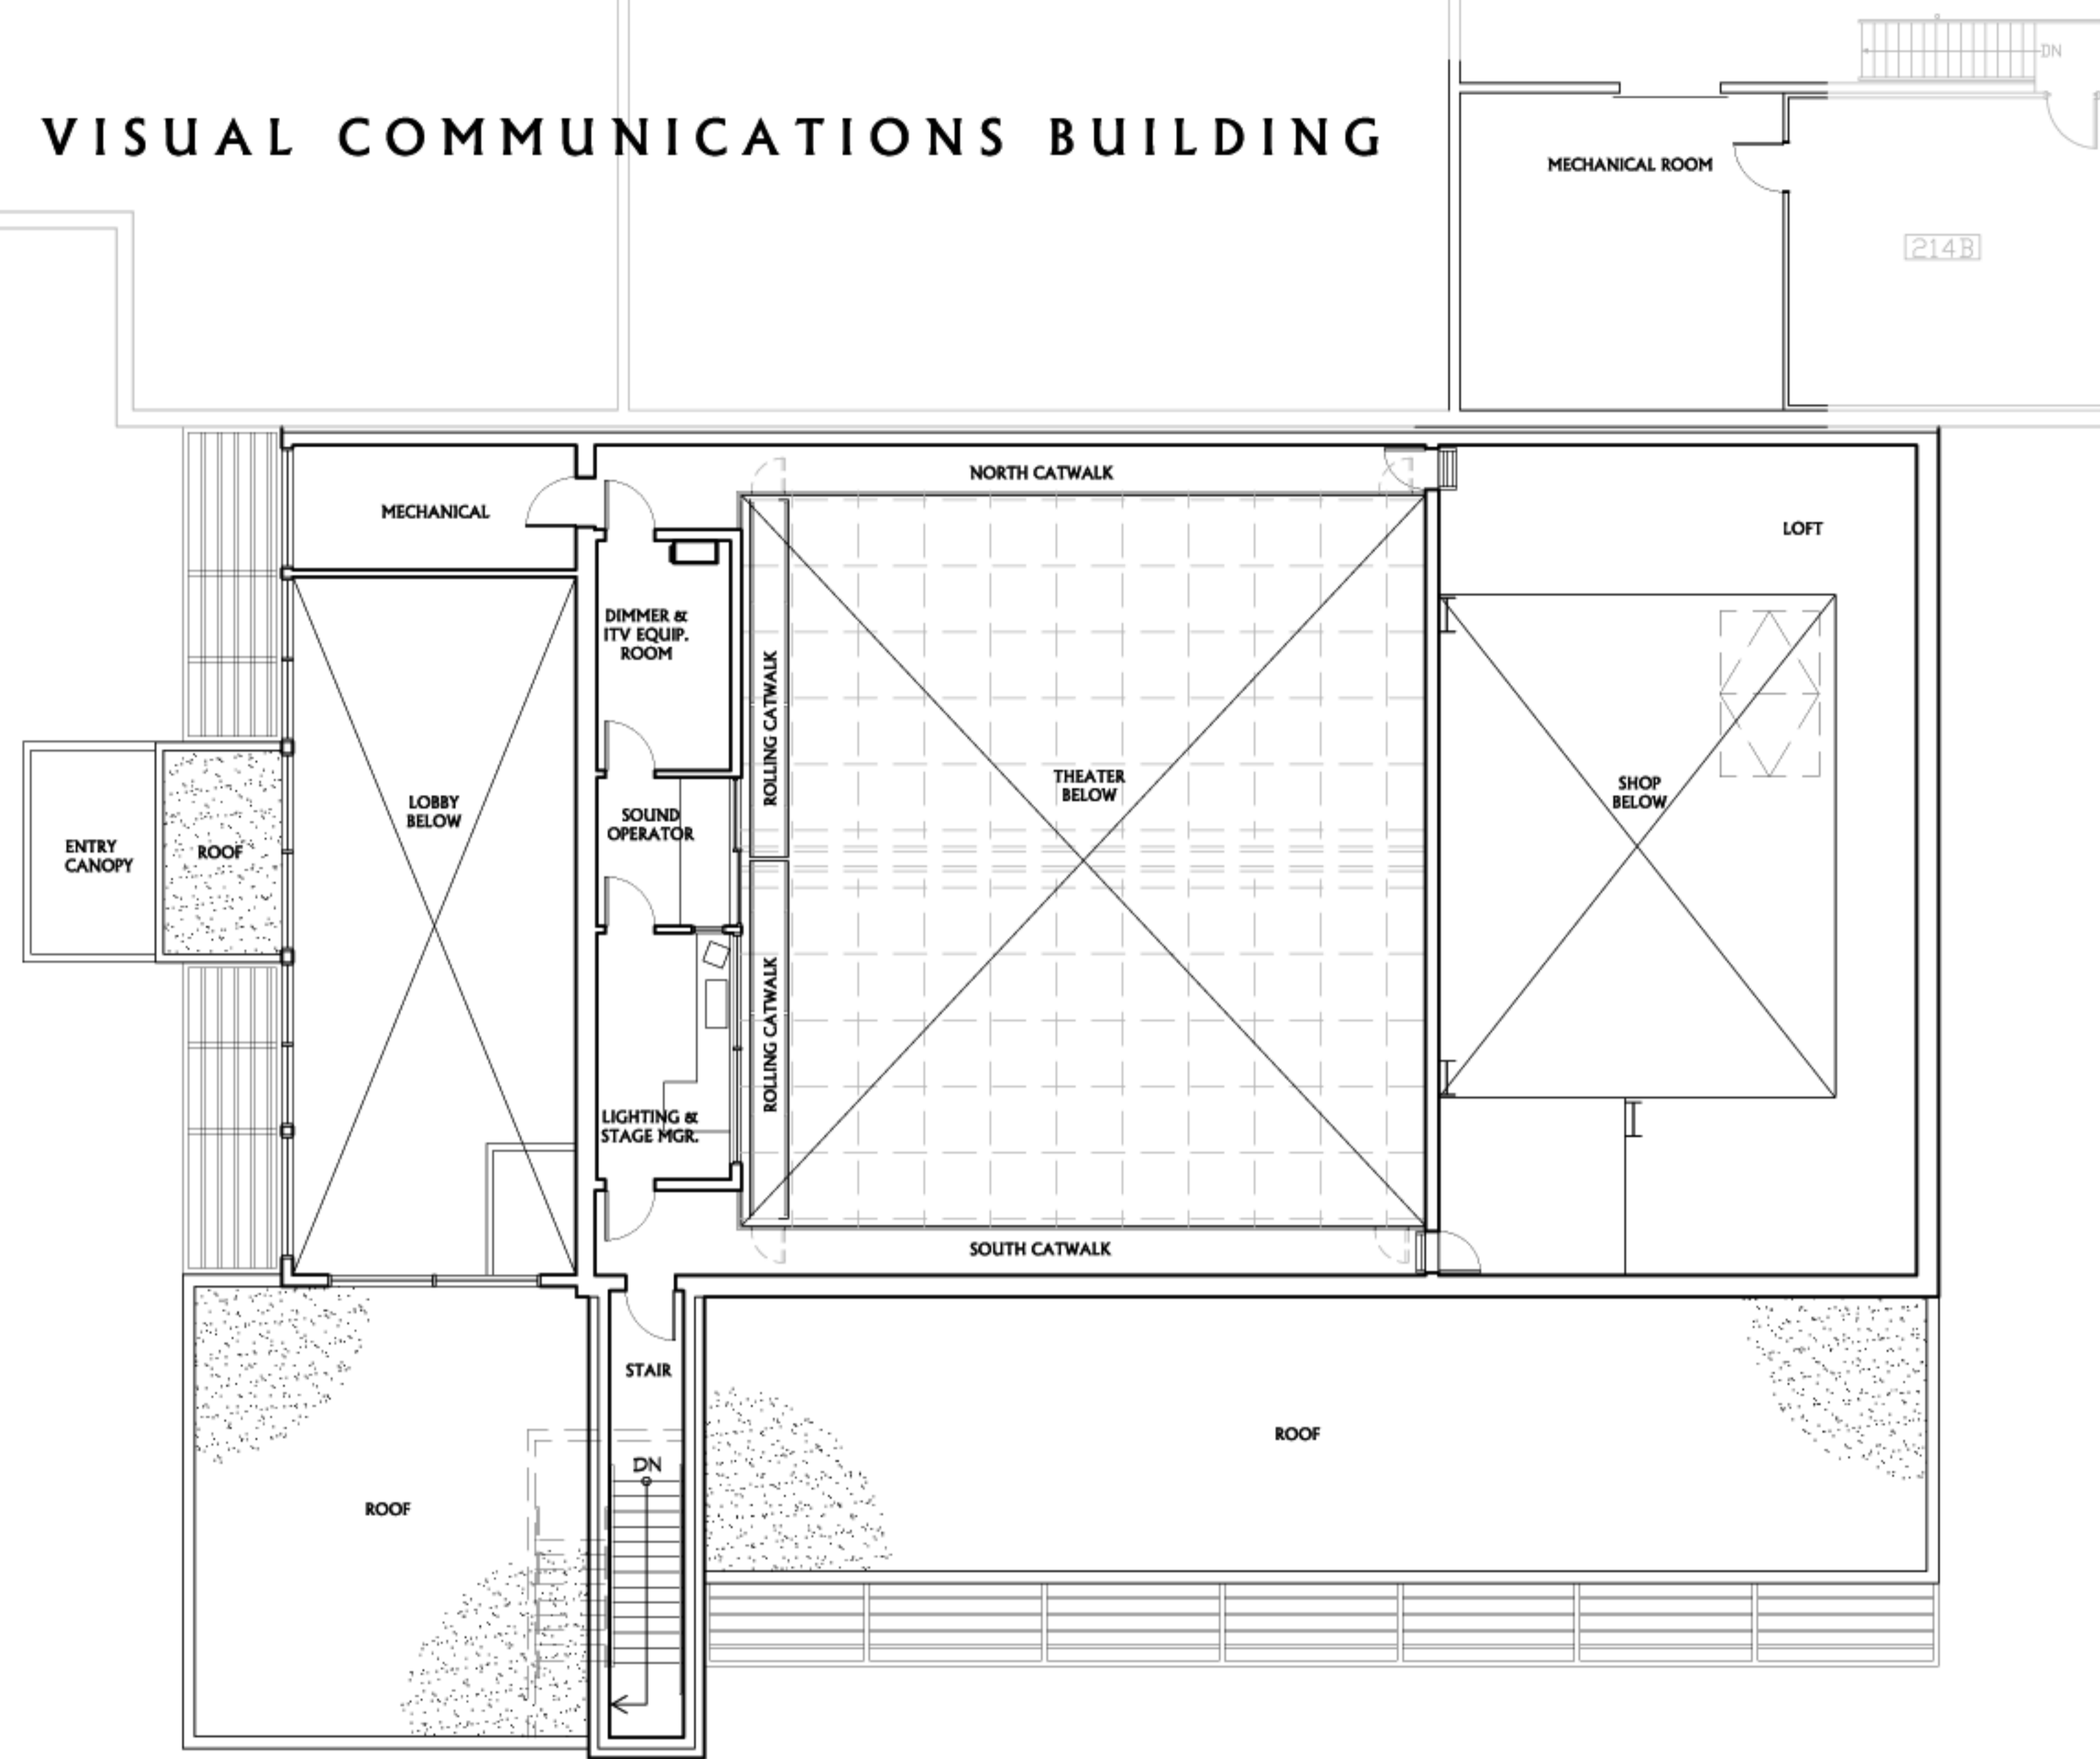 DN
VISUAL COMMUNICATIONS BUILDING
MECHANICAL ROOM
214B
NORTH CATWALK
MECHANICAL
LOFT
DIMMER &
ITV EQUIP.
ROOM
ROLLING CATWALK
THEATER
BELOW
SHOP
BELOW
LOBBY
BELOW
SOUND
OPERATOR
ENTRY
CANOPY
ROOF
ROLLING CATWALK
LIGHTING &
STAGE MGR.
SOUTH CATWALK
STAIR
ROOF
DN
ROOF